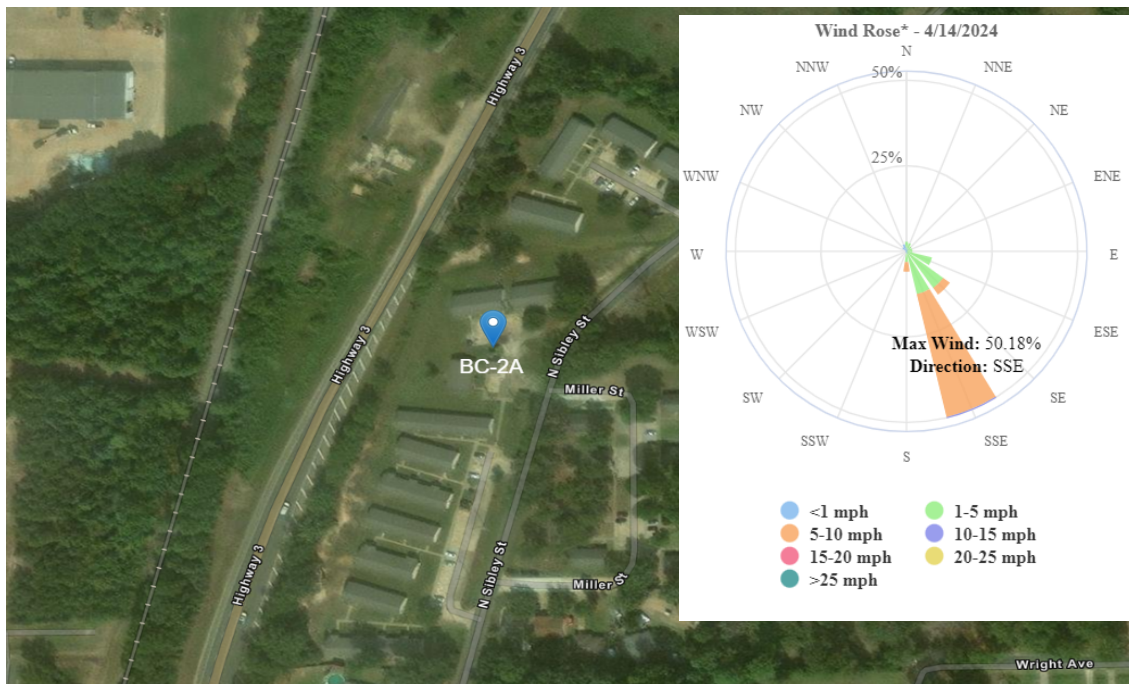 Highway 3
Highway 3
Highway 3
BC-2A
N Sibley St
Miller St
N Sibley St
Miller St
Wright Ave
Wind Rose* - 4/14/2024
N
NNW
NNE
50%
NW
NE
25%
WNW
ENE
W
E
WSW
ESE
Max Wind: 50.18%
Direction: SSE
SW
SE
SSW
SSE
S
<1 mph
1-5 mph
5-10 mph
10-15 mph
15-20 mph
20-25 mph
>25 mph